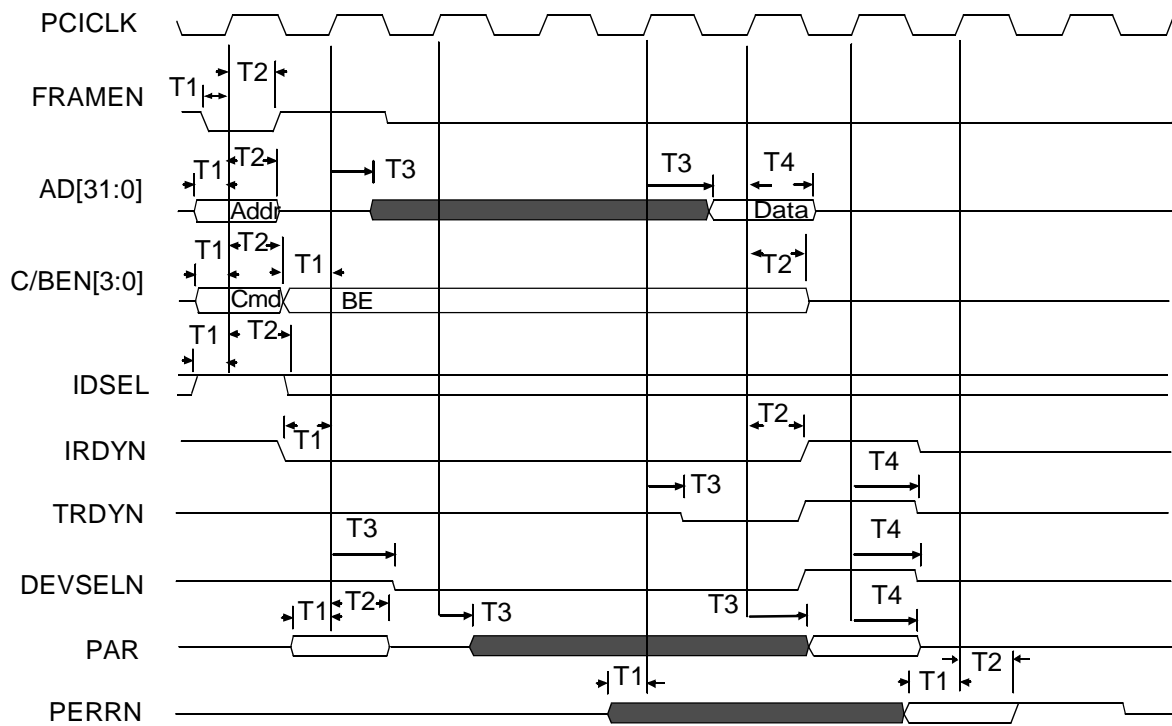 PCICLK
T2
T1
FRAMEN
T1 T2 T3 T3 T4
AD[31:0]
Addr Data
T1 T2 T1 T2
C/BEN[3:0]
Cmd BE
T1 T2
IDSEL
T1 T2
IRDYN
T3 T4
TRDYN
T3 T4
DEVSELN
T1 T2 T3 T3 T4
PAR
T1 T1 T2
PERRN